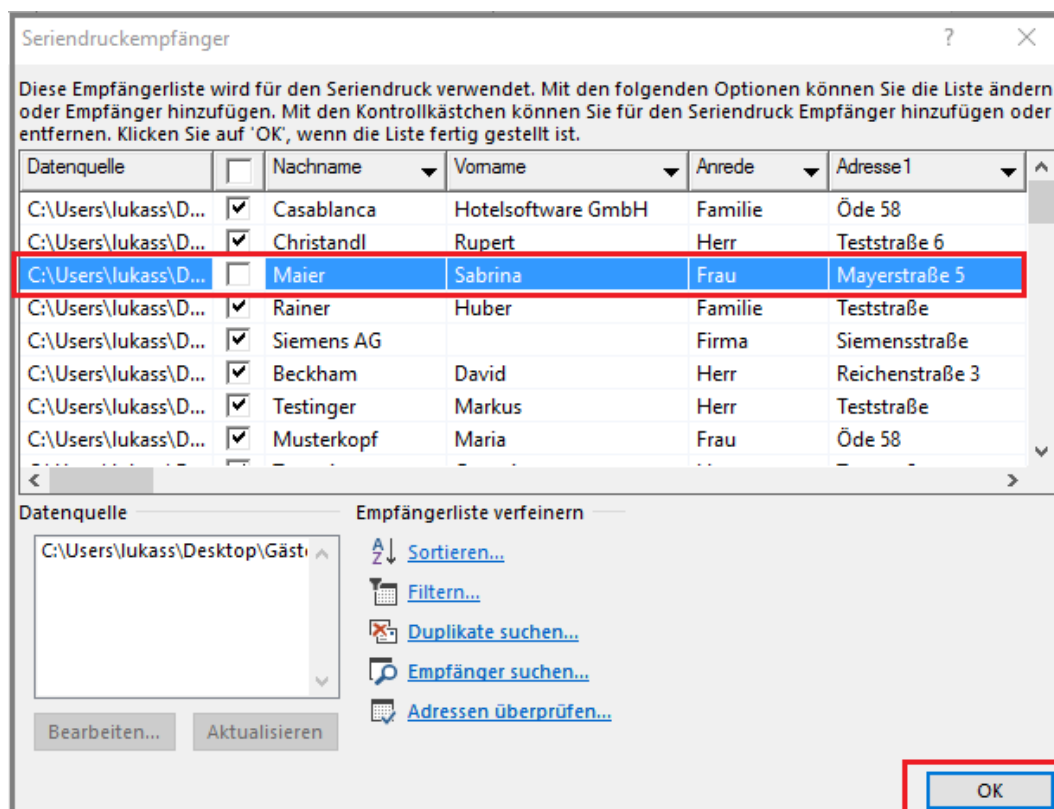 Seriendruckempfänger
Diese Empfängerliste wird für den Seriendruck verwendet. Mit den folgenden Optionen können Sie die Liste ändern
oder Empfänger hinzufügen. Mit den Kontrollkästchen können Sie für den Seriendruck Empfänger hinzufügen oder
entfernen. Klicken Sie auf 'OK', wenn die Liste fertig gestellt ist.
Datenquelle Nachname Vorname Anrede Adresse1
C:\Users\lukass\D... Casablanca Hotelsoftware GmbH Familie Öde 58
C:\Users\lukass\D... Christandl Rupert Herr Teststraße 6
C:\Users\lukass\D... Maier Sabrina Frau Mayerstraße 5
C:\Users\lukass\D... Rainer Huber Familie Teststraße
C:\Users\lukass\D... Siemens AG Firma Siemensstraße
C:\Users\lukass\D... Beckham David Herr Reichenstraße 3
C:\Users\lukass\D... Testinger Markus Herr Teststraße
C:\Users\lukass\D... Musterkopf Maria Frau Öde 58
Datenquelle Empfängerliste verfeinern
C:\Users\lukass\Desktop\Gäst
Sortieren...
Filtern...
Duplikate suchen...
Empfänger suchen...
Adressen überprüfen...
Bearbeiten... Aktualisieren
OK